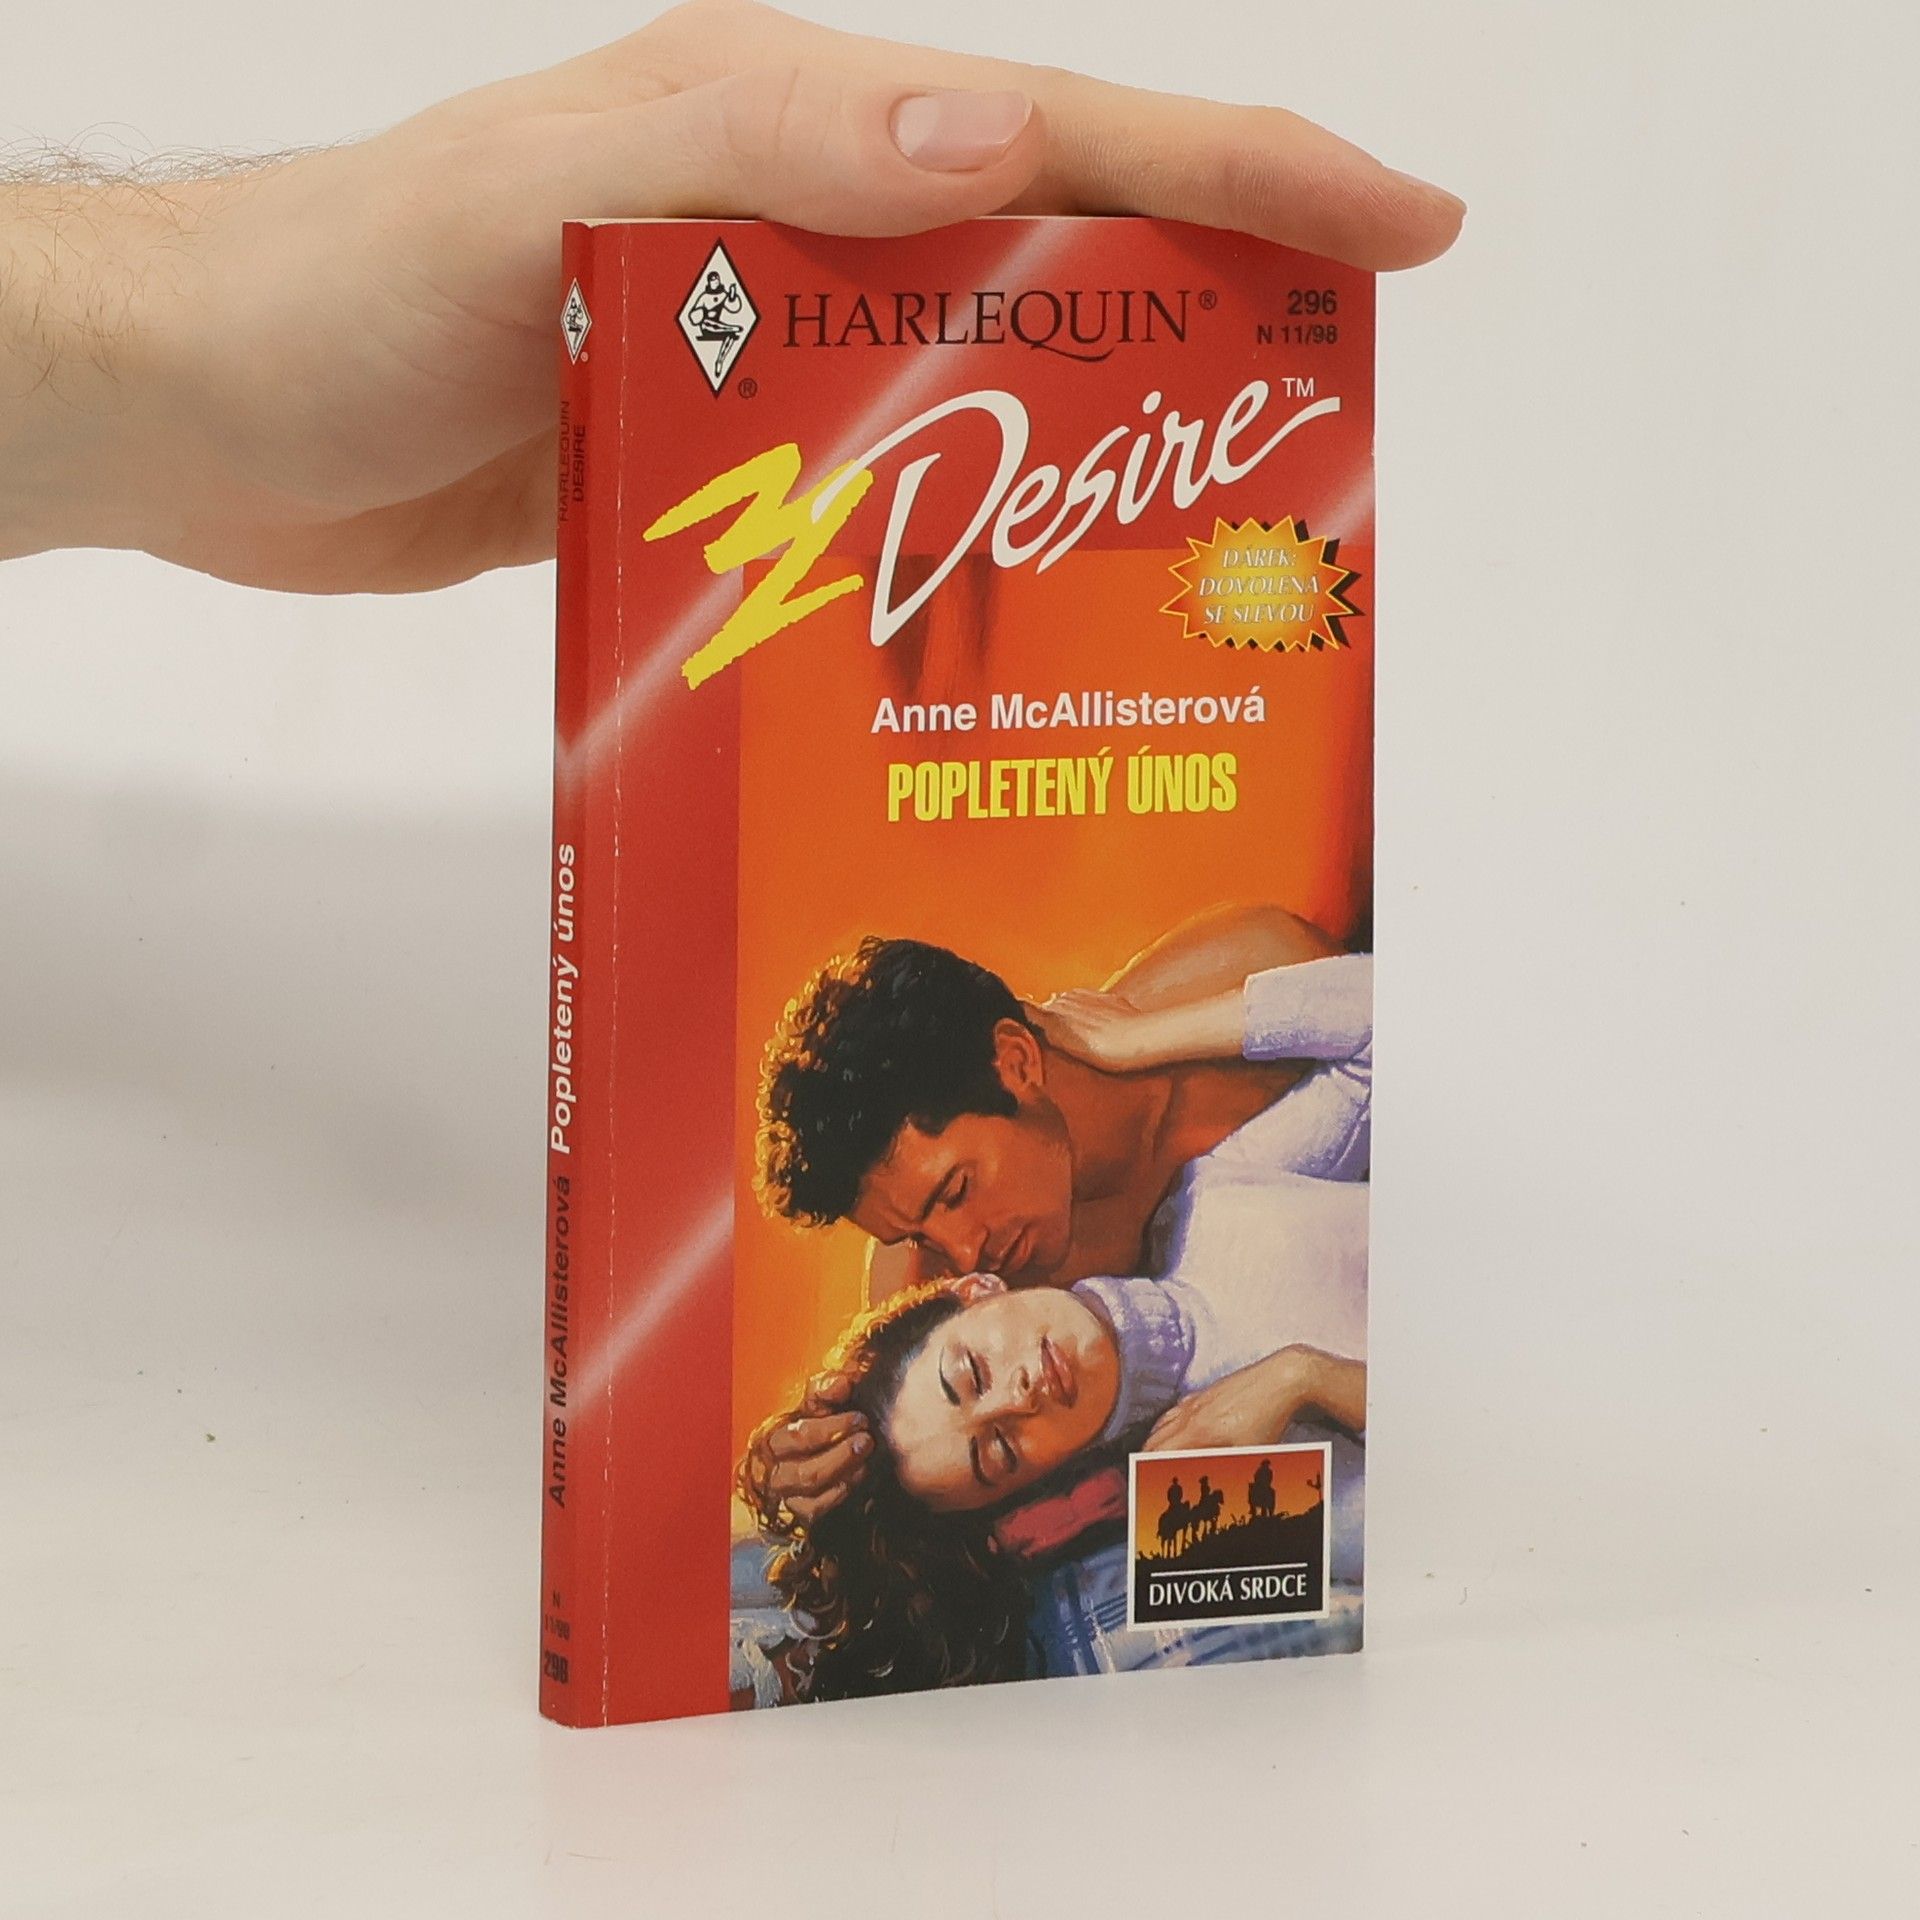 HARLEQUIN®
296
N 11/98
®
Desire™
DÁREK:
DOVOLENÁ
SE SLEVOU
Anne McAllisterová
POPLETENÝ ÚNOS
DIVOKÁ SRDCE
®
HARLEQUIN
DESIRE
Anne McAllisterová Popletený únos
N
11/98
296